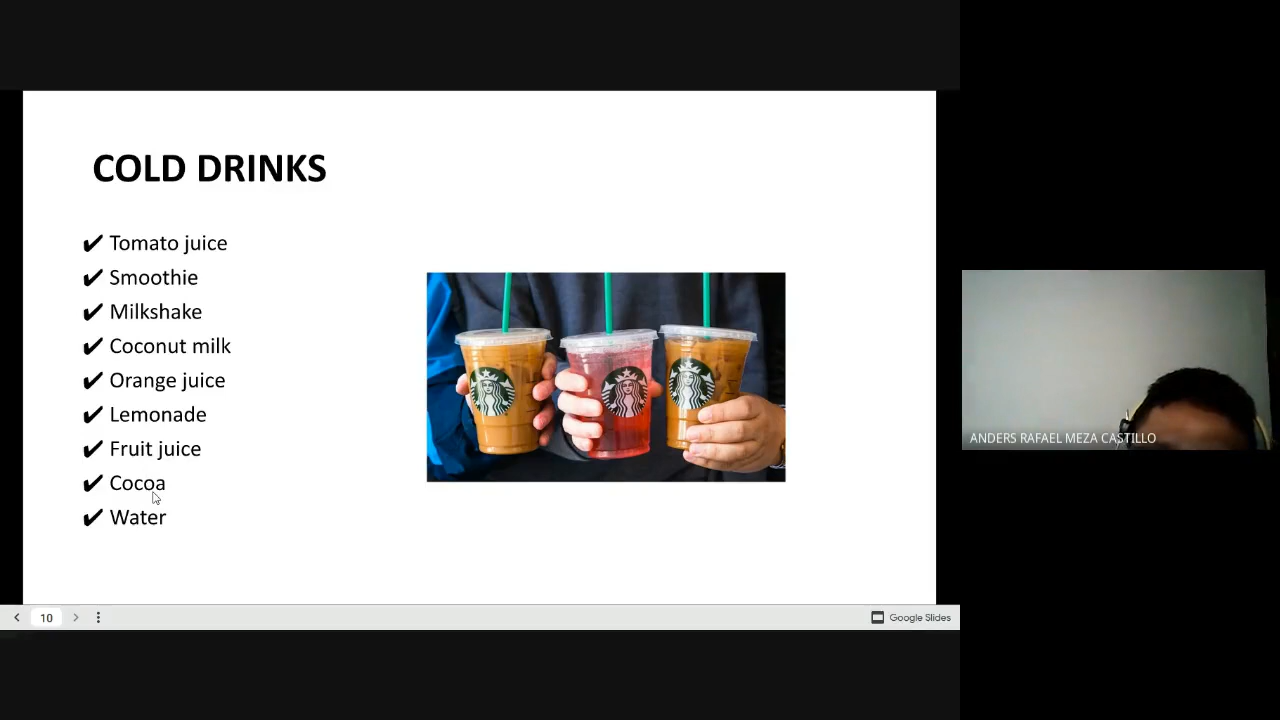 COLD DRINKS
✔ Tomato juice
✔ Smoothie
✔ Milkshake
✔ Coconut milk
✔ Orange juice
✔ Lemonade
✔ Fruit juice
✔ Cocoa
✔ Water
ANDERS RAFAEL MEZA CASTILLO
10
Google Slides